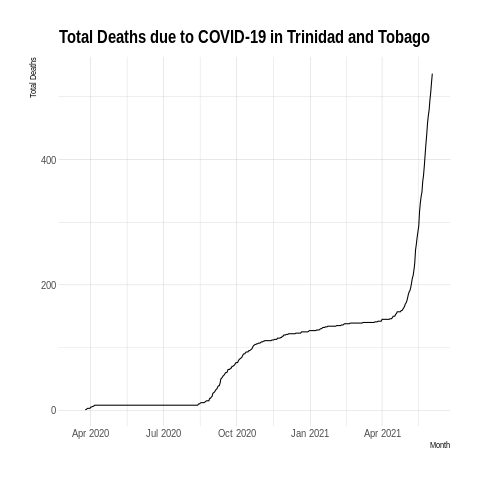 Total Deaths due to COVID-19 in Trinidad and Tobago
Total Deaths
400
200
0
Apr 2020 Jul 2020 Oct 2020 Jan 2021 Apr 2021
Month